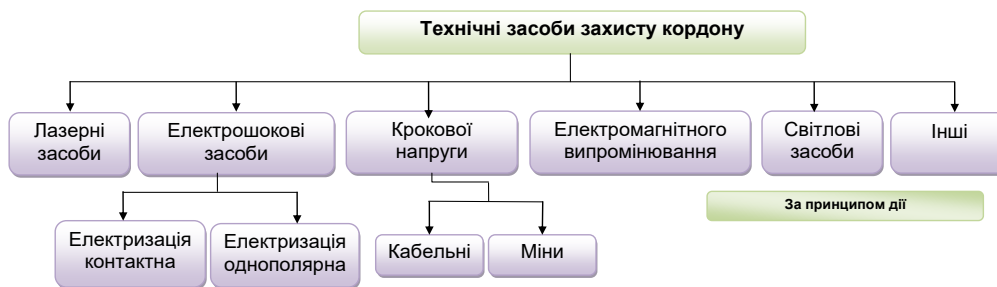 Технічні засоби захисту кордону
Лазерні
засоби
Електрошокові
засоби
Крокової
напруги
Електромагнітного
випромінювання
Світлові
засоби
Інші
За принципом дії
Електризація
контактна
Електризація
однополярна
Кабельні
Міни